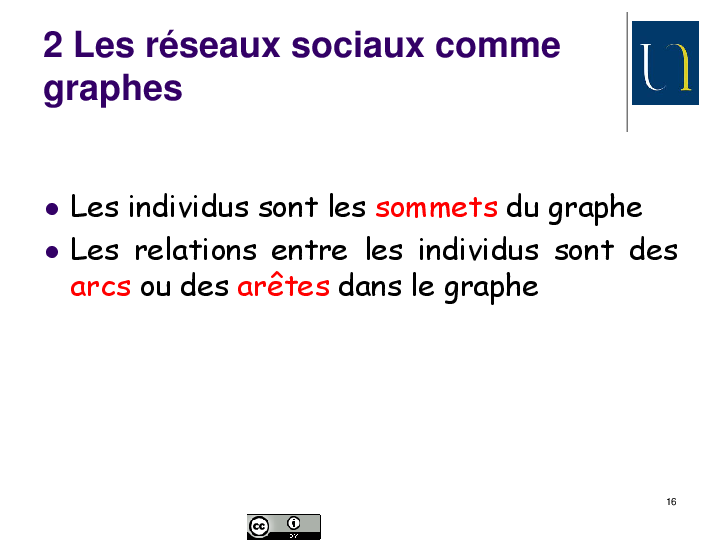 2 Les réseaux sociaux comme
graphes
Les individus sont les sommets du graphe
Les relations entre les individus sont des
arcs ou des arêtes dans le graphe
16
cc
BY